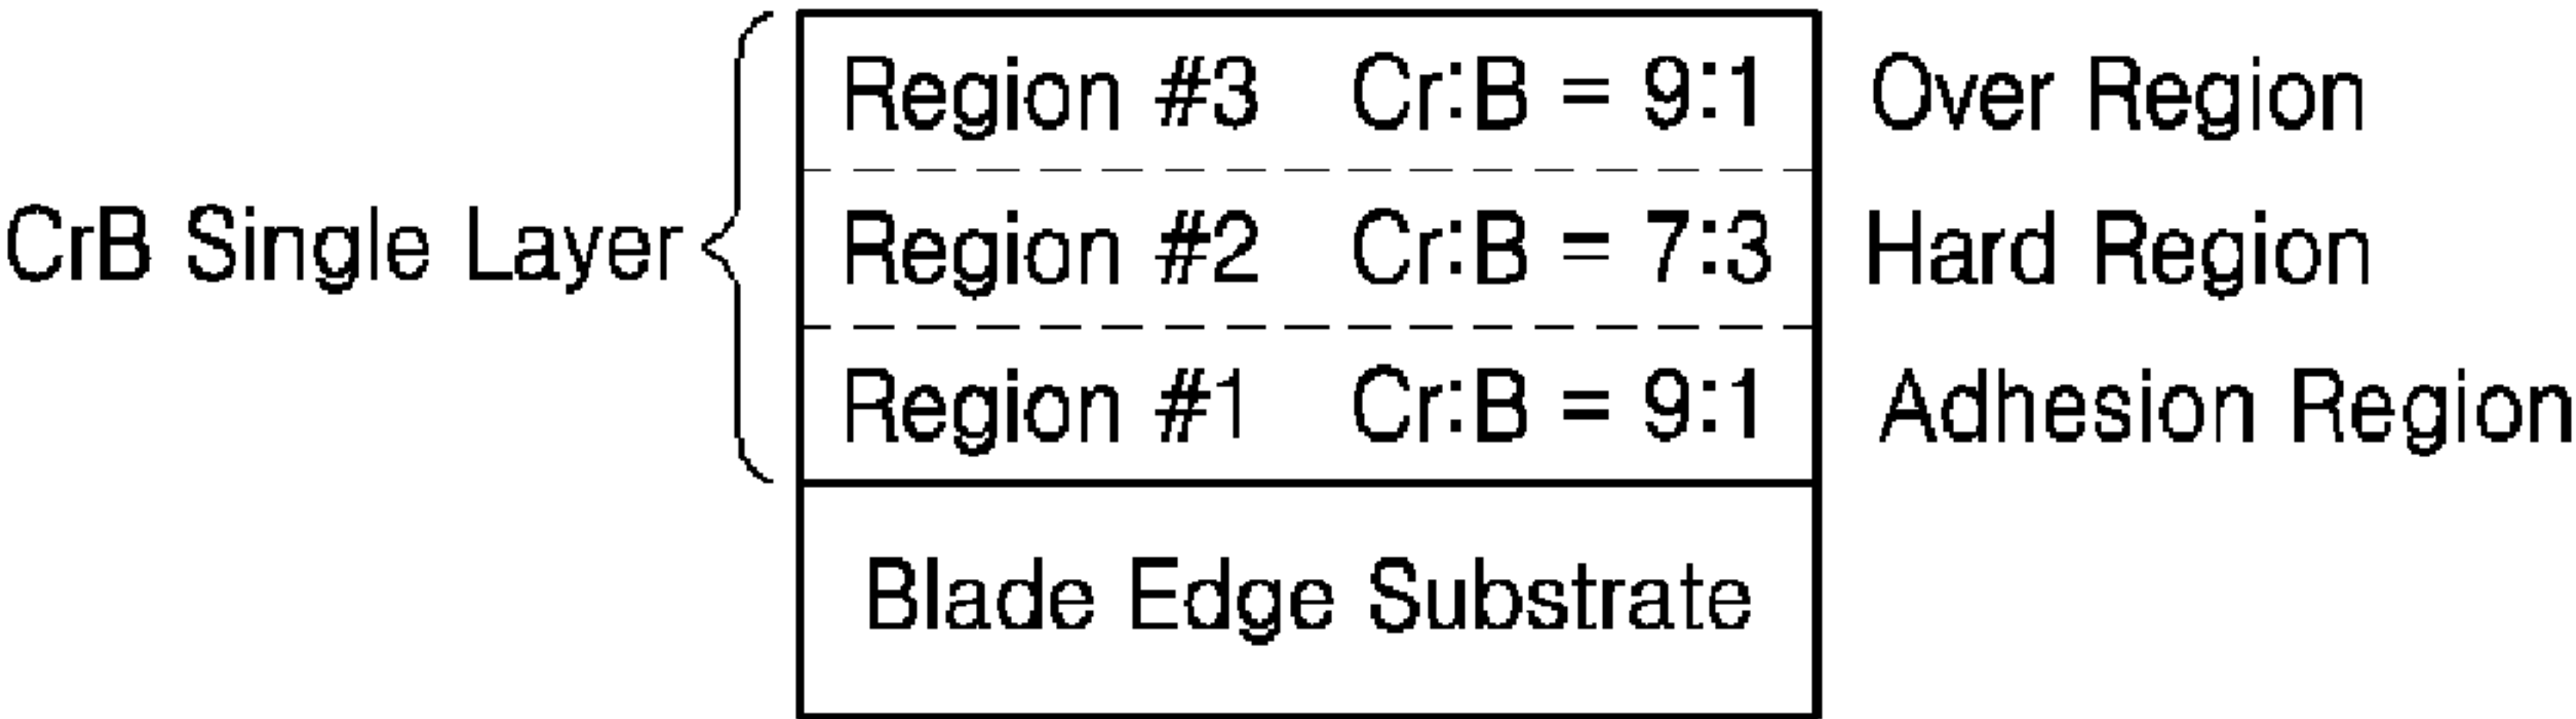 Region #3 Cr:B = 9:1 Over Region
CrB Single Layer Region #2 Cr:B = 7:3 Hard Region
Region #1 Cr:B = 9:1 Adhesion Region
Blade Edge Substrate